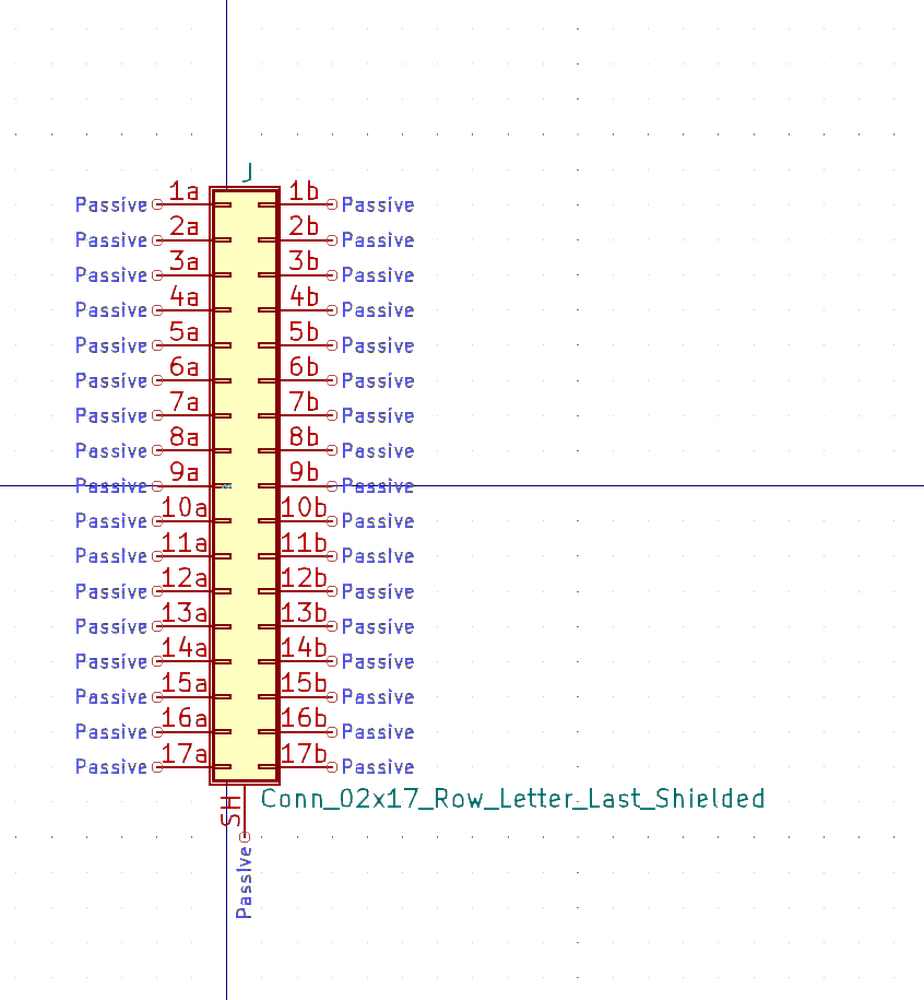 J
Passive 1a 1b Passive
Passive 2a 2b Passive
Passive 3a 3b Passive
Passive 4a 4b Passive
Passive 5a 5b Passive
Passive 6a 6b Passive
Passive 7a 7b Passive
Passive 8a 8b Passive
Passive 9a 9b Passive
Passive 10a 10b Passive
Passive 11a 11b Passive
Passive 12a 12b Passive
Passive 13a 13b Passive
Passive 14a 14b Passive
Passive 15a 15b Passive
Passive 16a 16b Passive
Passive 17a 17b Passive
SH
Conn_02x17_Row_Letter_Last_Shielded
Passive